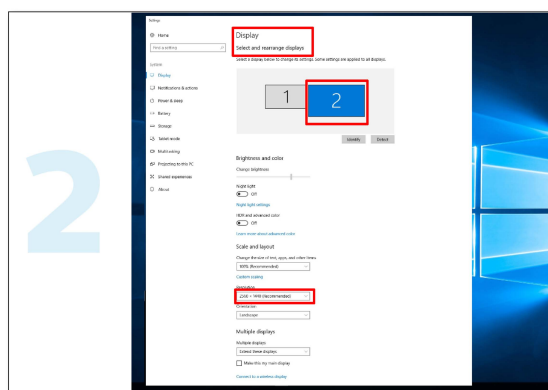 Settings
Home
Find a setting
System
Display
Notifications & actions
Power & sleep
Battery
Storage
Tablet mode
Multitasking
Projecting to this PC
Shared experiences
About
Display
Select and rearrange displays
Select a display below to change its settings. Some settings are applied to all displays.
1
2
Identify
Detect
Brightness and color
Change brightness
Night light
Off
Night light settings
HDR and advanced color
Off
Learn more about advanced color
Scale and layout
Change the size of text, apps, and other items
100% (Recommended)
Custom scaling
Resolution
2560 × 1440 (Recommended)
Orientation
Landscape
Multiple displays
Multiple displays
Extend these displays
Make this my main display
Connect to a wireless display
2